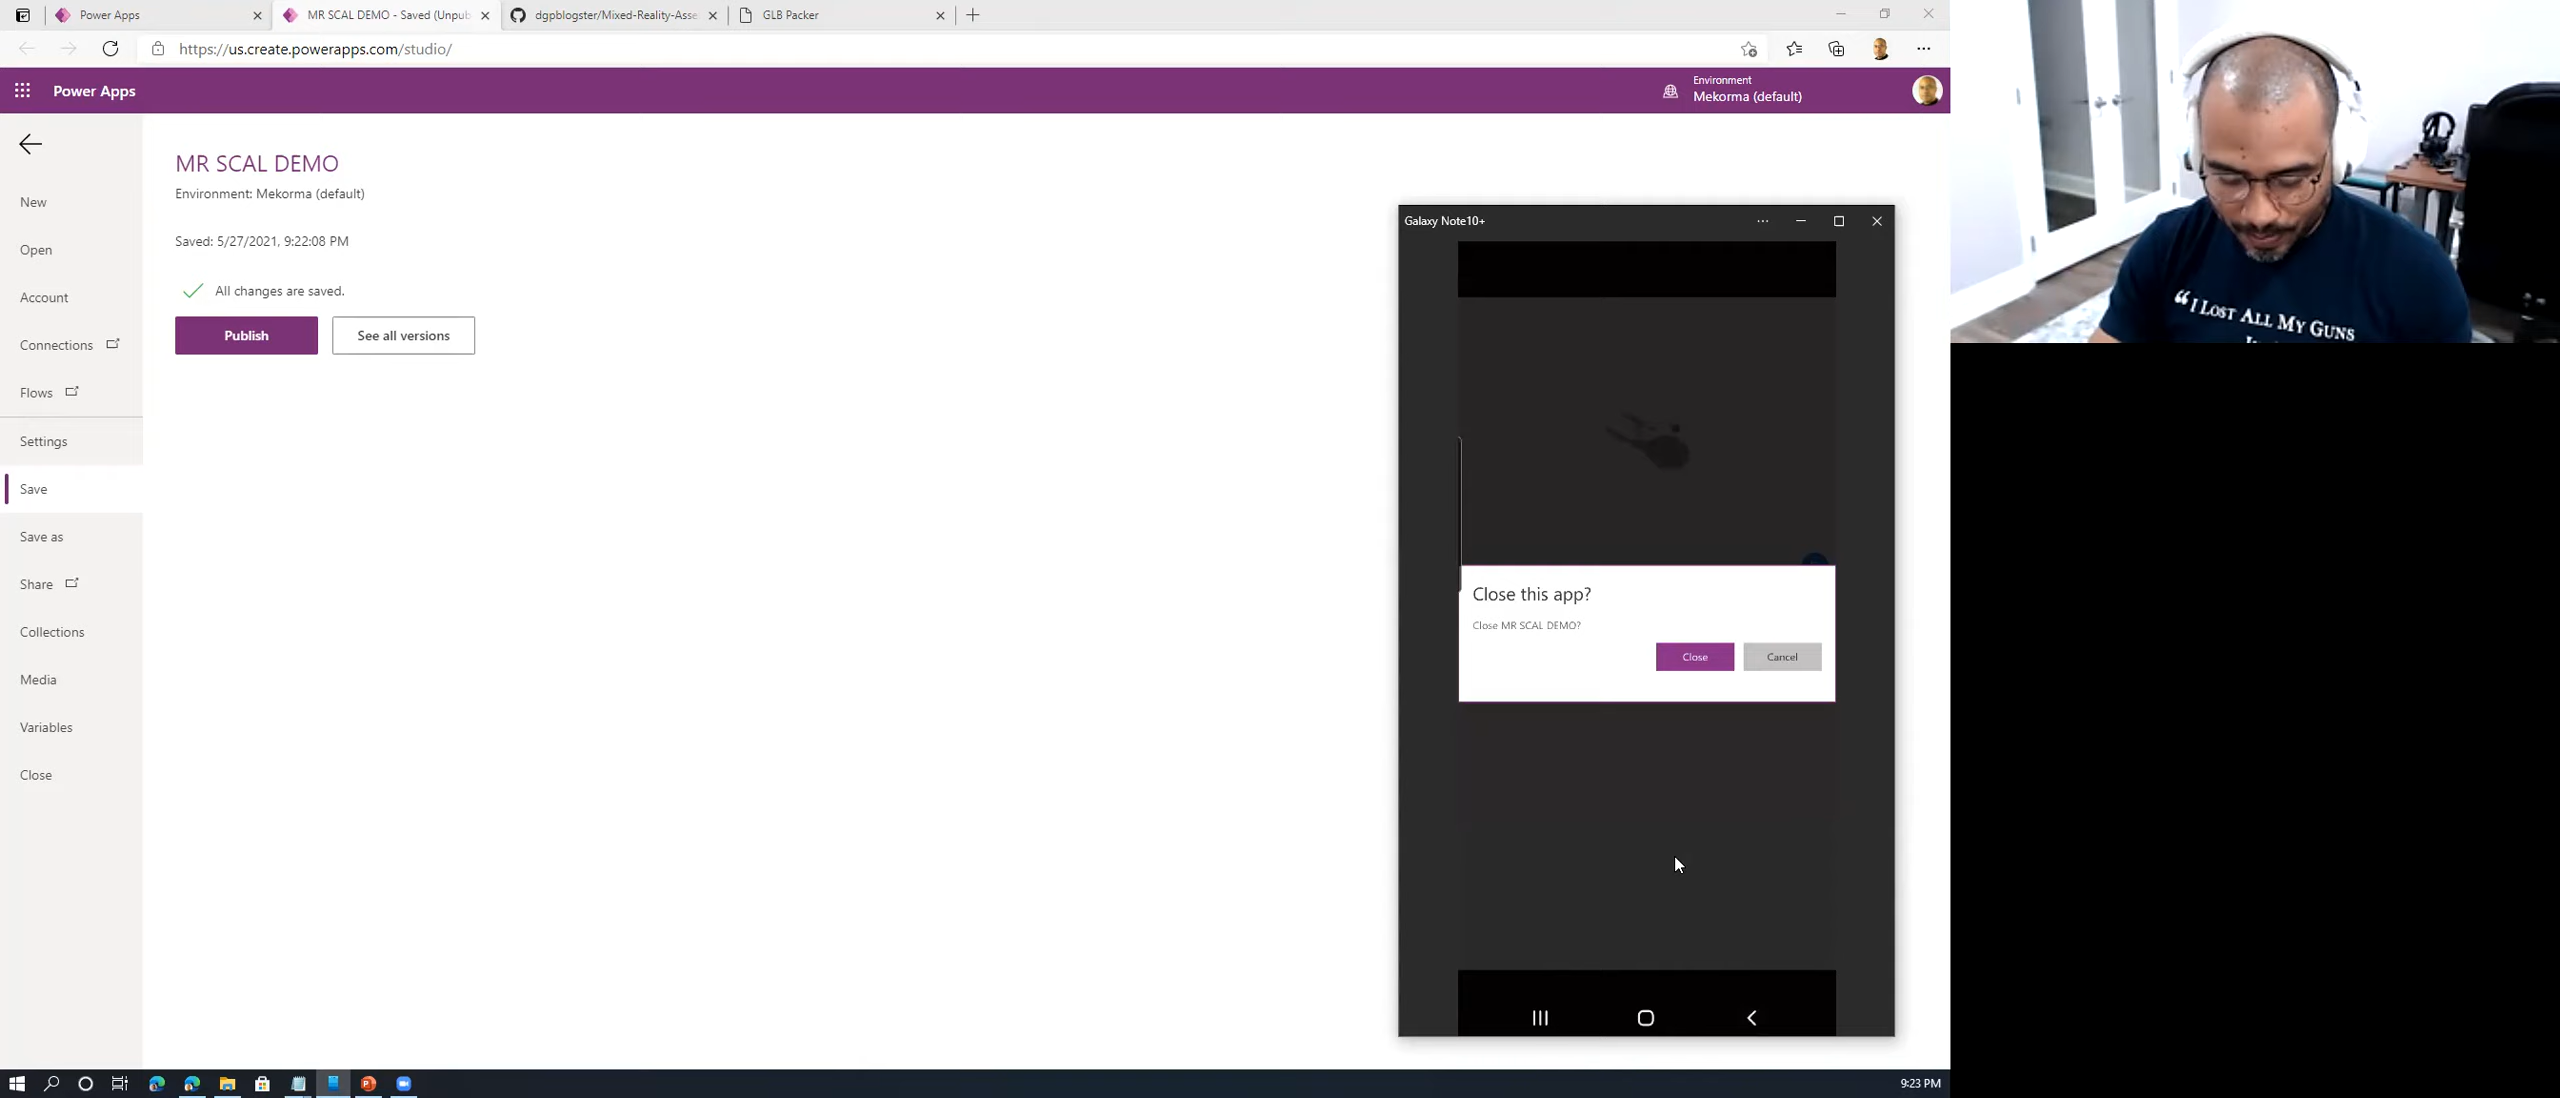 Power Apps
MR SCAL DEMO - Saved (Unpub
dgpblogster/Mixed-Reality-Asse
GLB Packer
https://us.create.powerapps.com/studio/
Power Apps
Environment
Mekorma (default)
New
Open
Account
Connections
Flows
Settings
Save
Save as
Share
Collections
Media
Variables
Close
MR SCAL DEMO
Environment: Mekorma (default)
Saved: 5/27/2021, 9:22:08 PM
All changes are saved.
Publish
See all versions
Galaxy Note10+
Close this app?
Close MR SCAL DEMO?
Close
Cancel
“I LOST ALL MY GUNS
9:23 PM